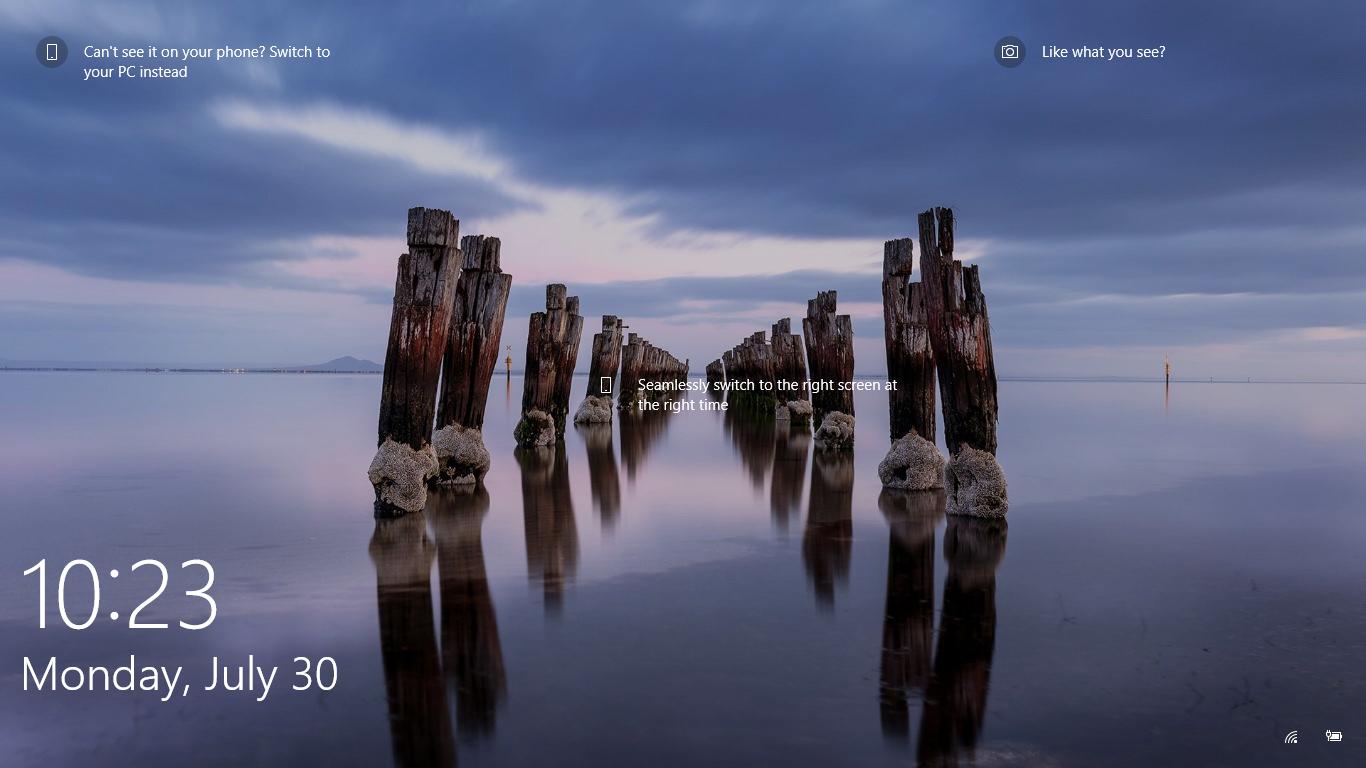 Can't see it on your phone? Switch to
your PC instead
Like what you see?
Seamlessly switch to the right screen at
the right time
10:23
Monday, July 30